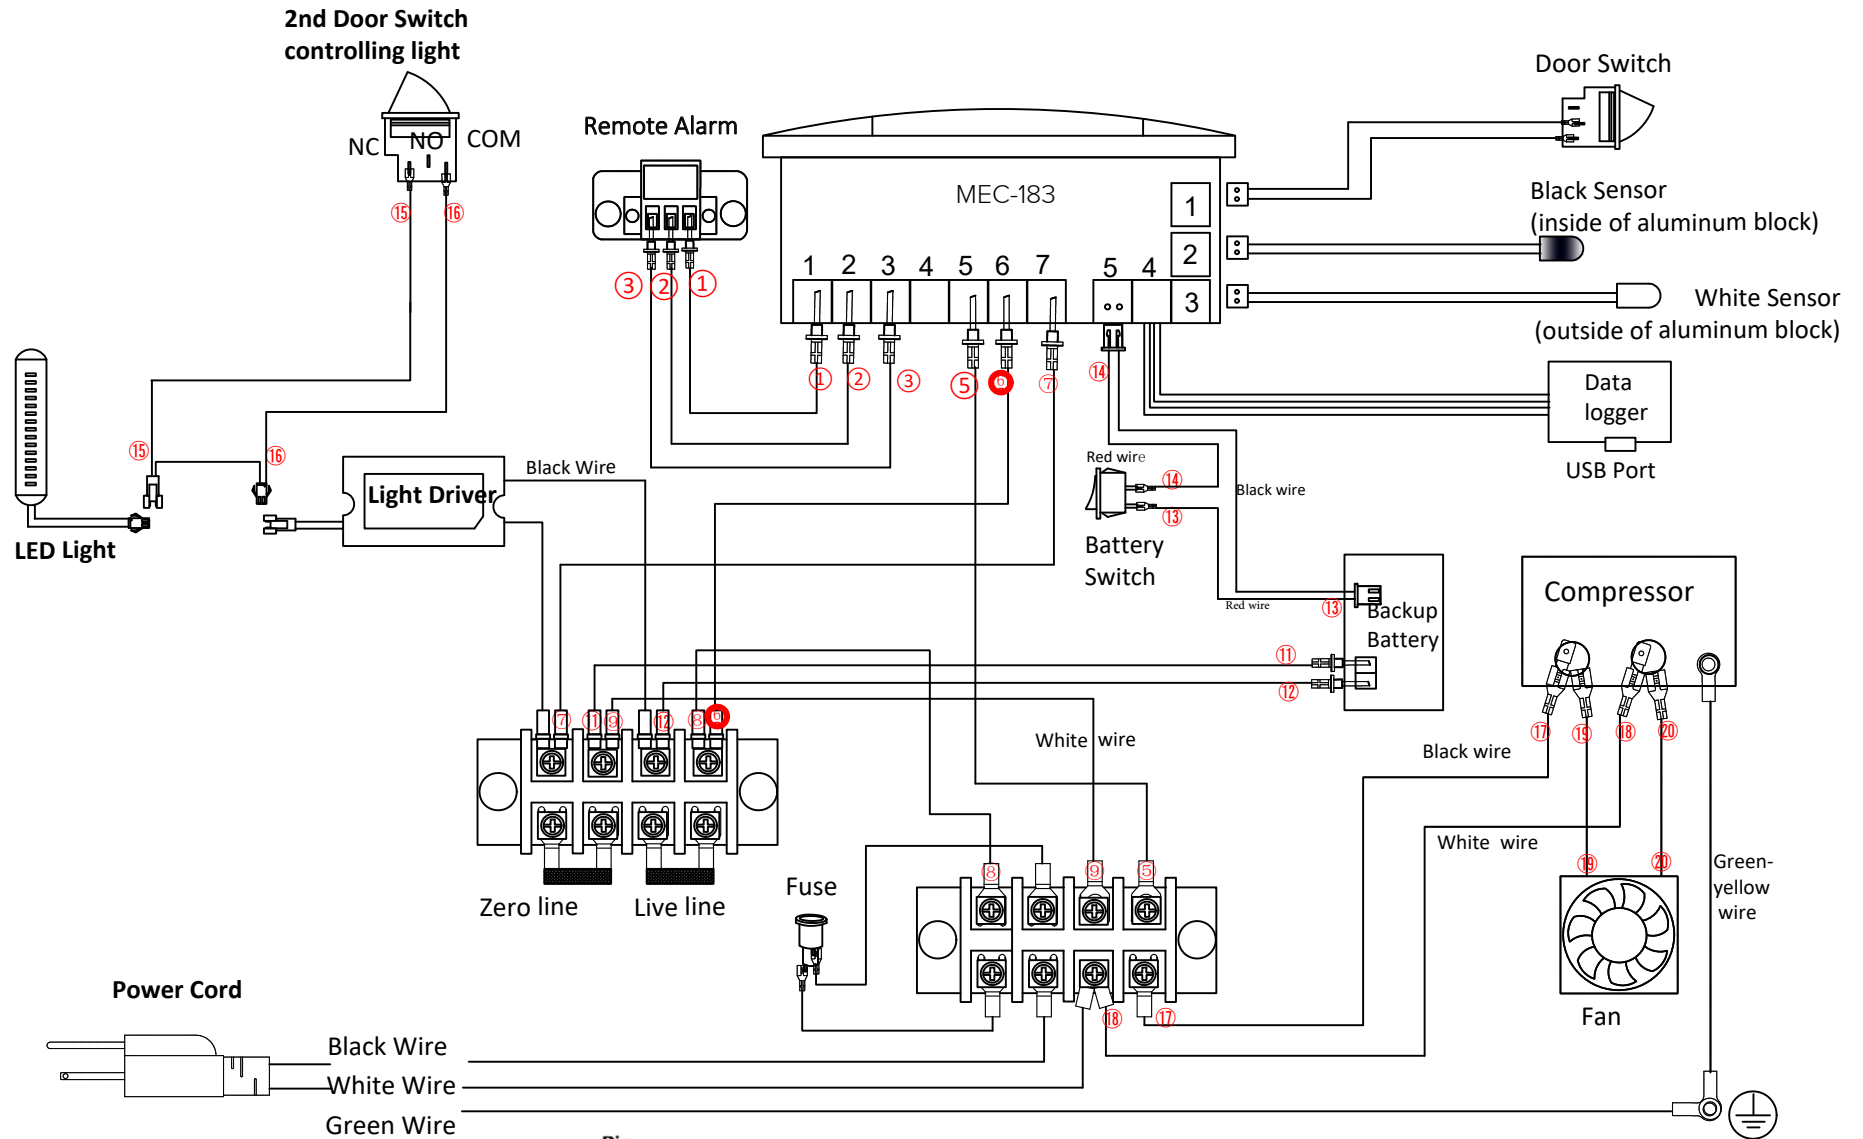 2nd Door Switch
controlling light
NC
NO
COM
⑮
⑯
Remote Alarm
③
②
①
MEC-183
1
2
3
4
5
6
7
5
4
1
2
3
①
②
③
⑤
⑥
⑦
⑭
Door Switch
Black Sensor
(inside of aluminum block)
White Sensor
(outside of aluminum block)
Data
logger
USB Port
⑮
⑯
LED Light
Light Driver
Black Wire
Red wire
⑭
⑬
Black wire
Battery
Switch
Red wire
⑬
Backup
Battery
⑪
⑫
Compressor
⑰
⑲
⑱
⑳
⑦
⑪
⑨
⑫
⑧
⑥
White wire
Black wire
White wire
Green-
yellow
wire
Zero line
Live line
Fuse
⑧
⑨
⑤
⑱
⑰
⑲
⑳
Fan
Power Cord
Black Wire
White Wire
Green Wire